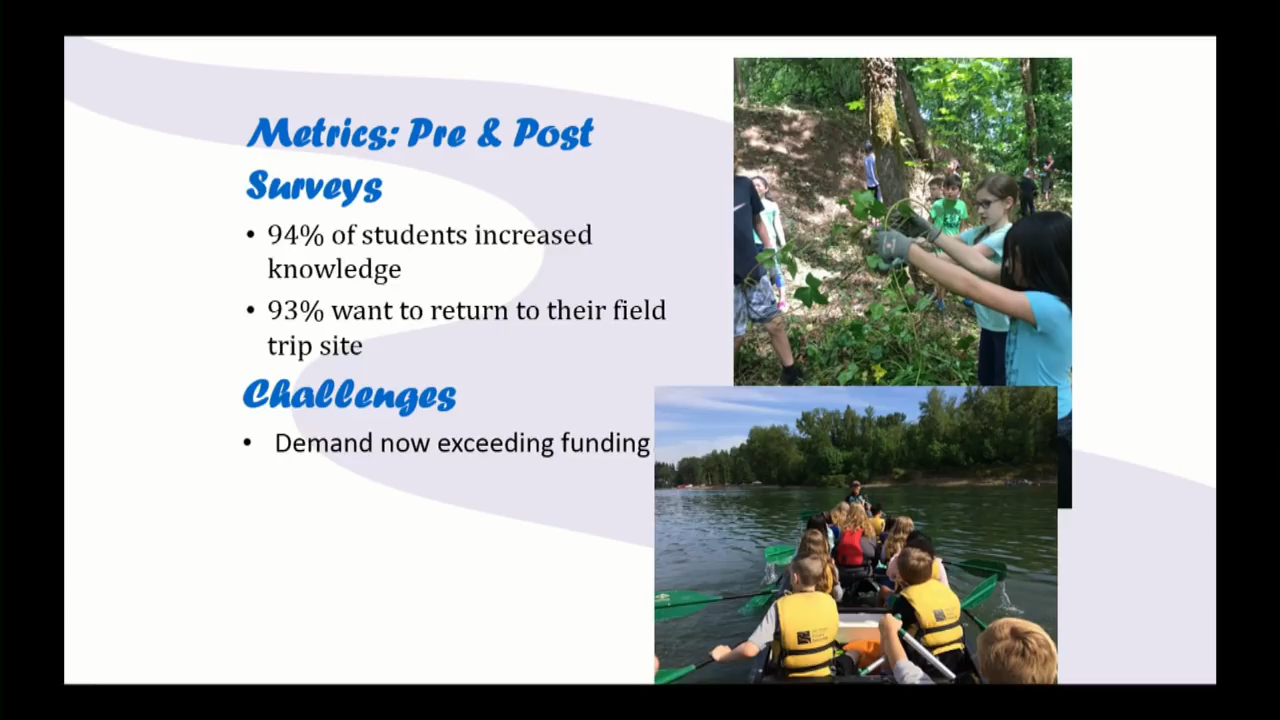 Metrics: Pre & Post
Surveys
• 94% of students increased
knowledge
• 93% want to return to their field
trip site
Challenges
• Demand now exceeding funding